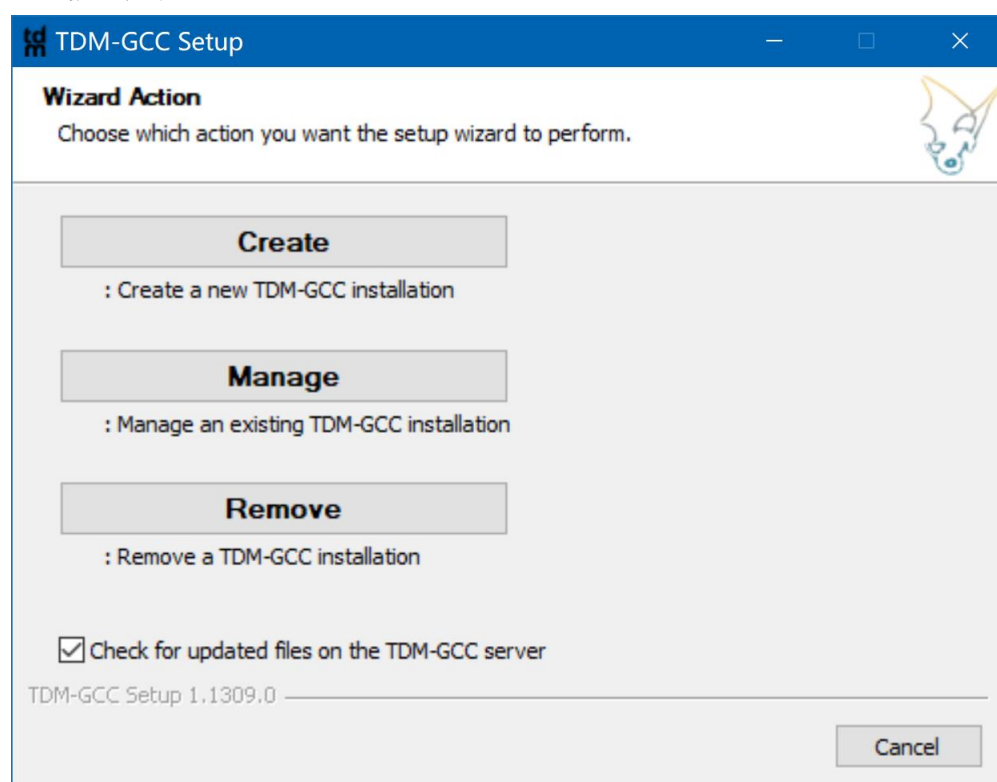 tdm TDM-GCC Setup
Wizard Action
Choose which action you want the setup wizard to perform.
Create
: Create a new TDM-GCC installation
Manage
: Manage an existing TDM-GCC installation
Remove
: Remove a TDM-GCC installation
Check for updated files on the TDM-GCC server
TDM-GCC Setup 1.1309.0
Cancel